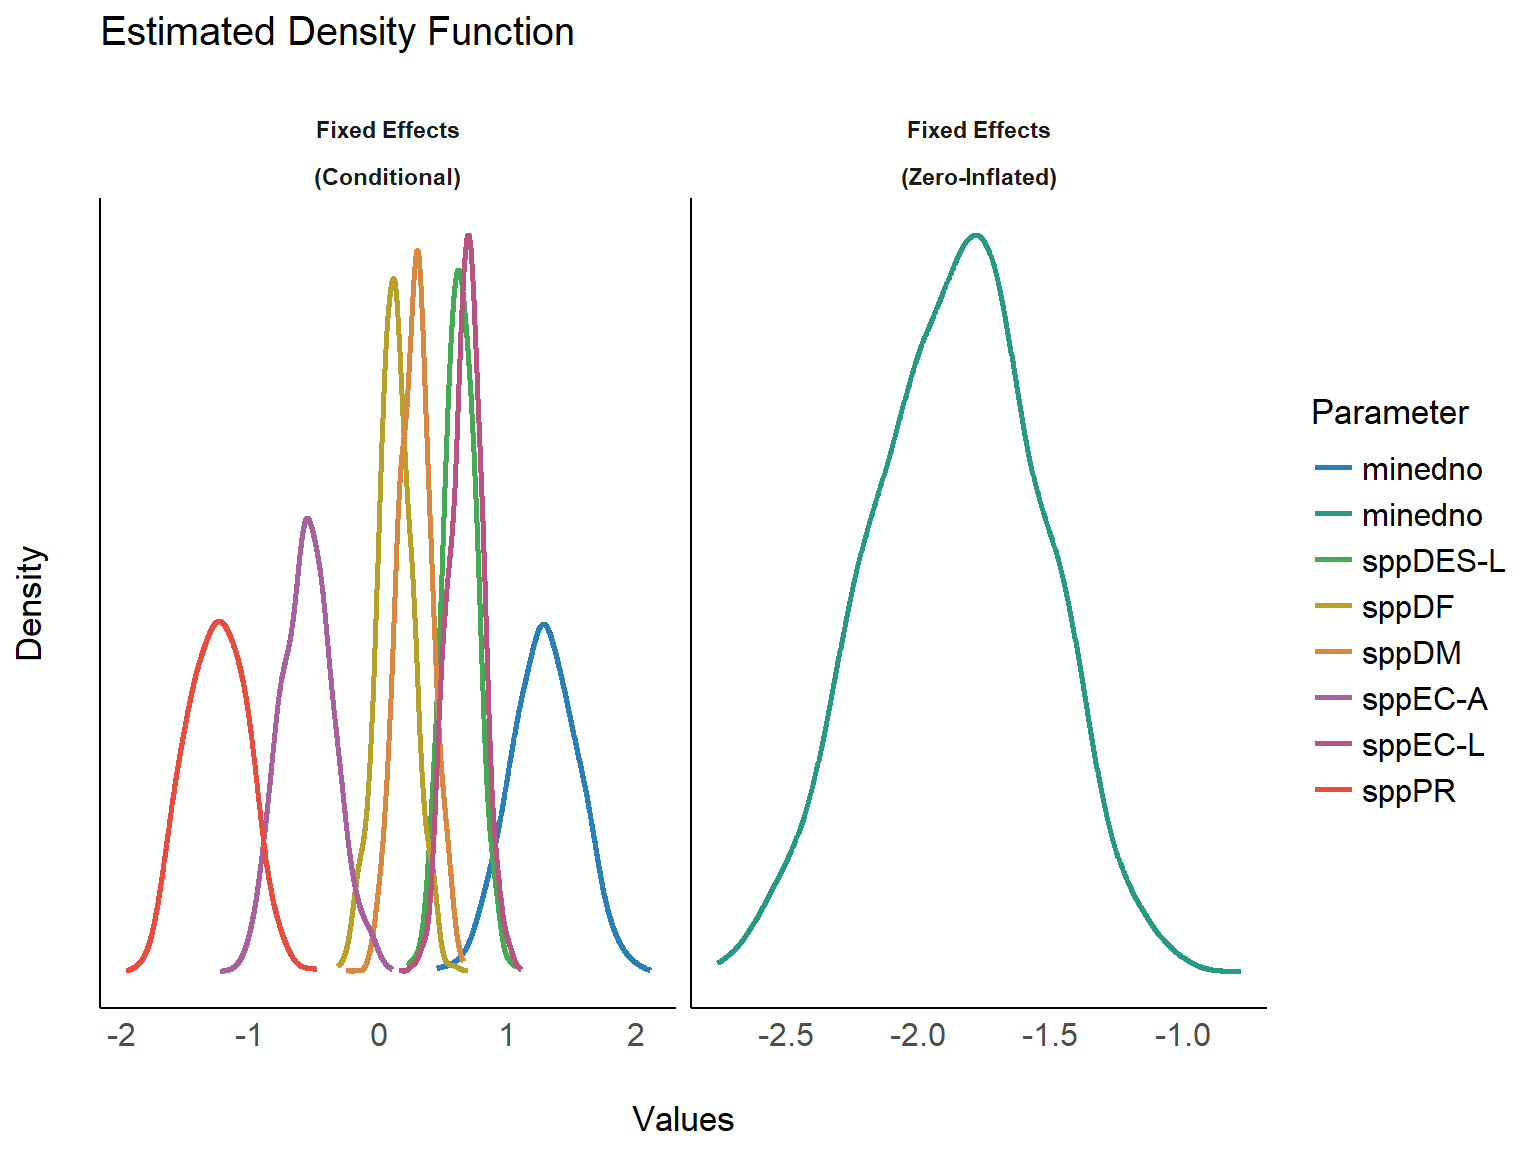 Estimated Density Function
Fixed Effects
(Conditional)
Fixed Effects
(Zero-Inflated)
Density
-2
-1
0
1
2
-2.5
-2.0
-1.5
-1.0
Values
Parameter
minedno
minedno
sppDES-L
sppDF
sppDM
sppEC-A
sppEC-L
sppPR